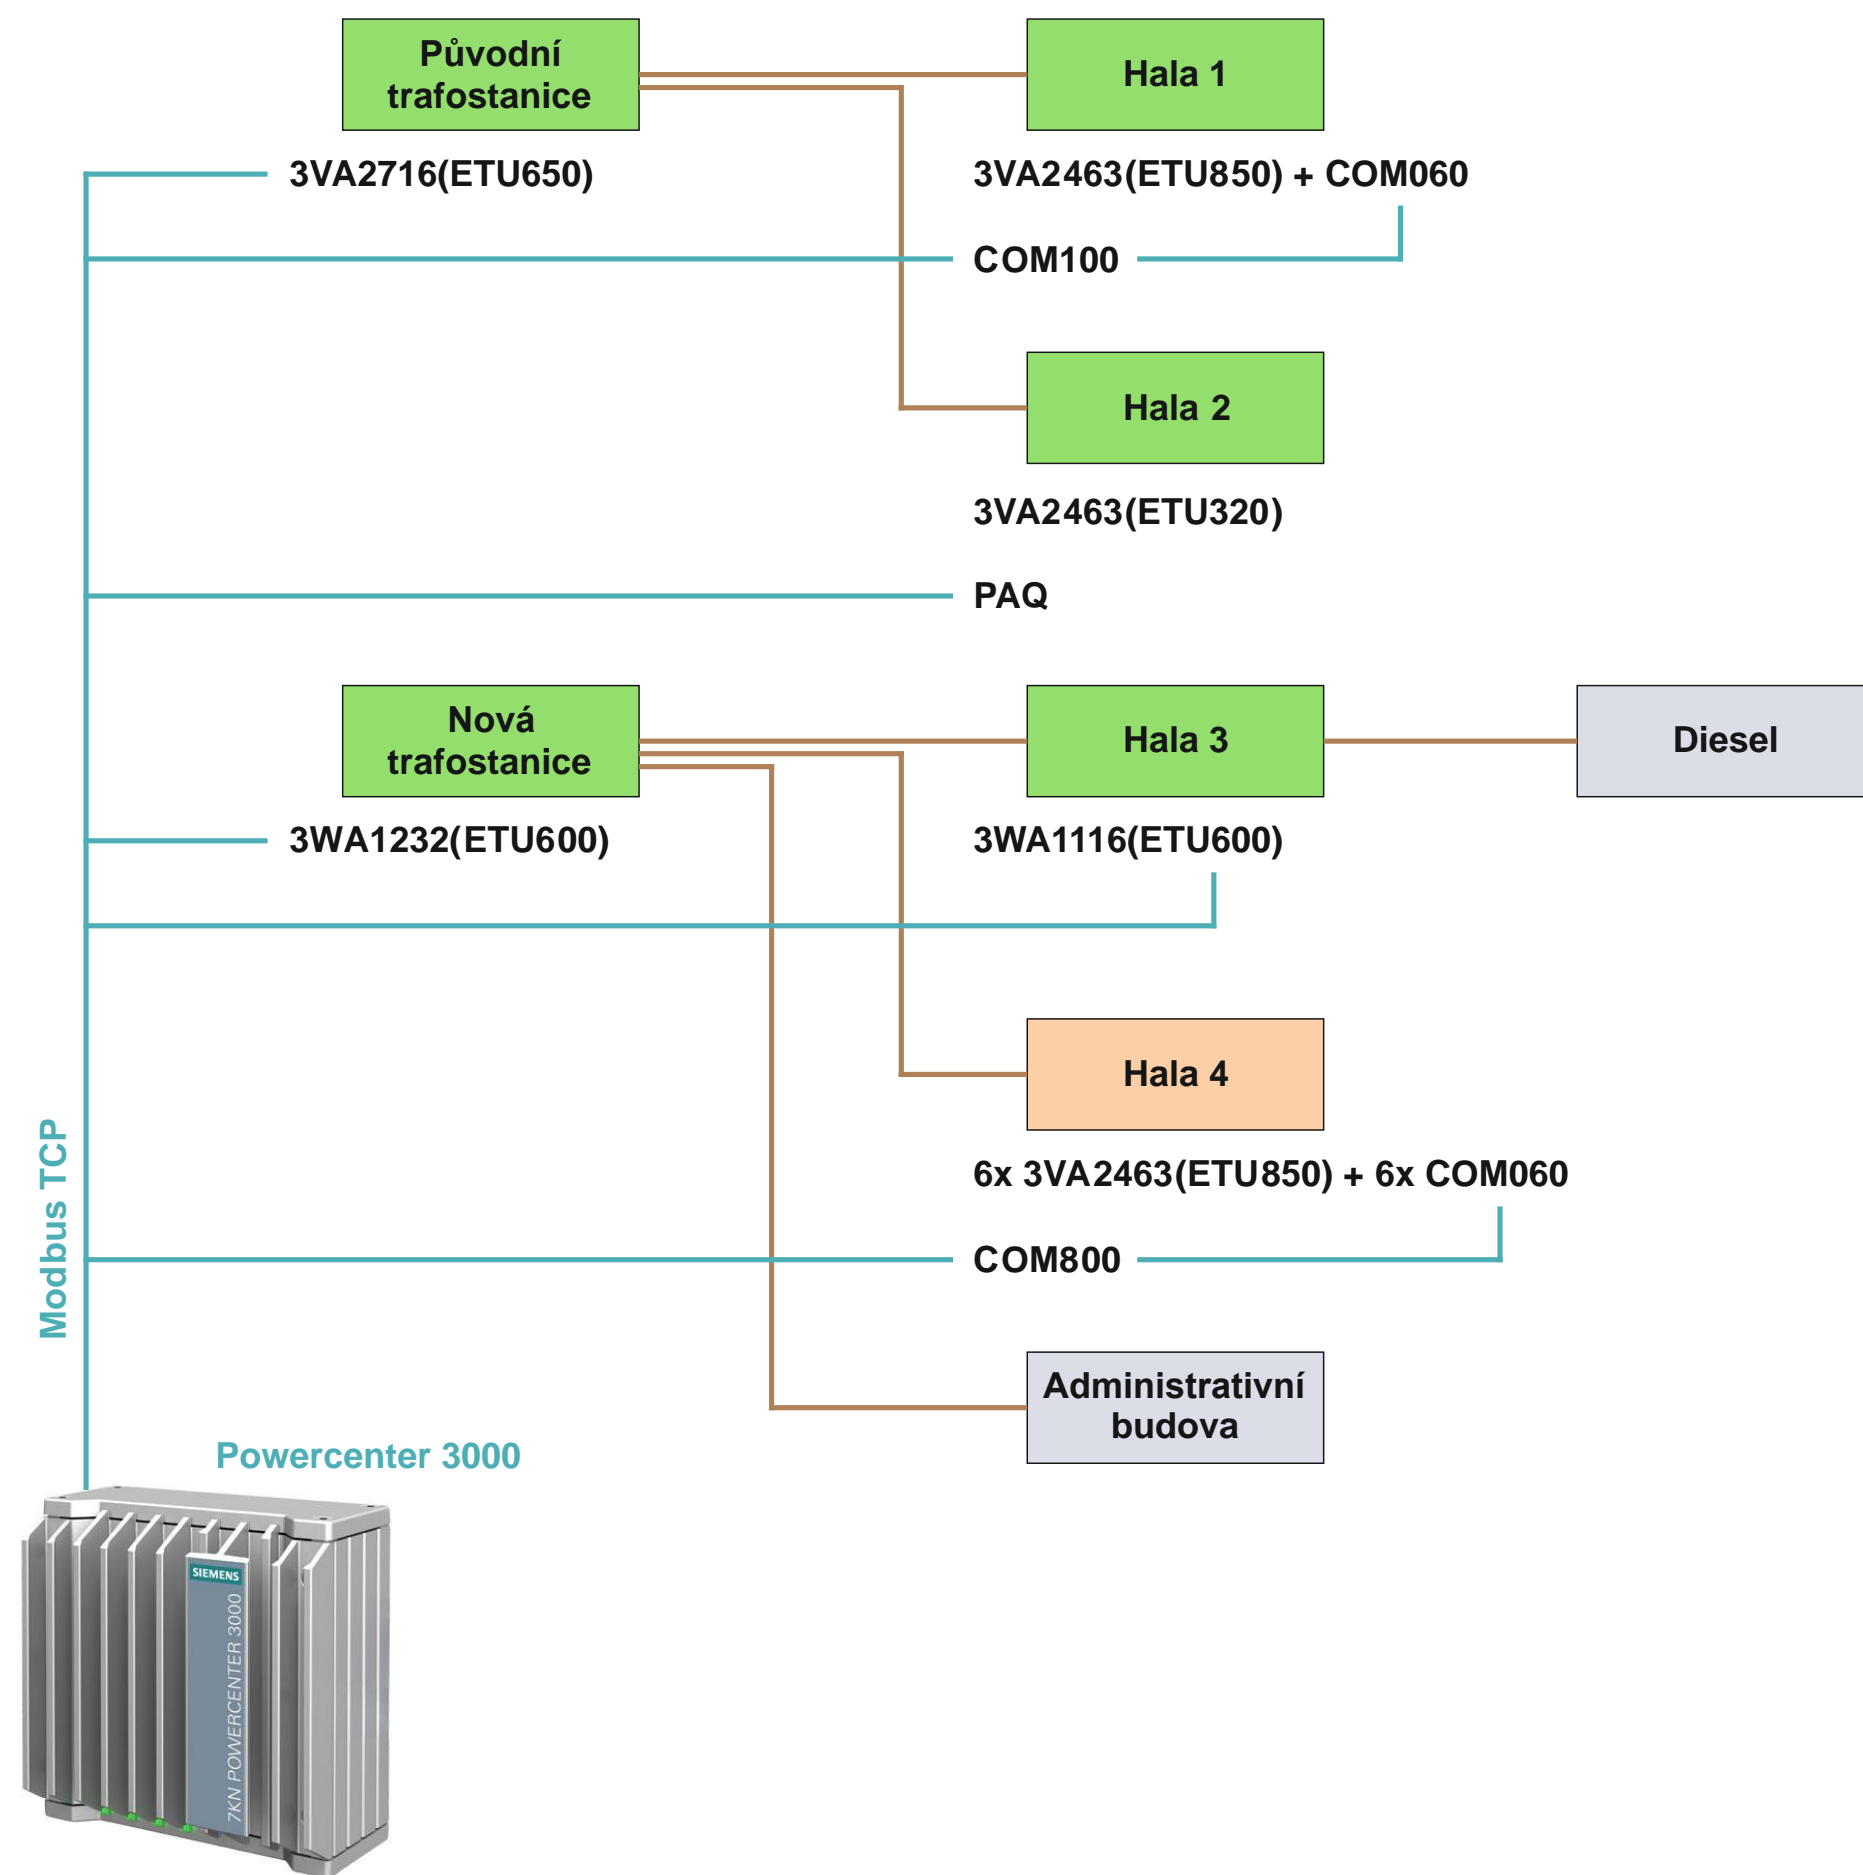 Původní
trafostanice
Hala 1
3VA2716(ETU650)
3VA2463(ETU850) + COM060
COM100
Hala 2
3VA2463(ETU320)
PAQ
Nová
trafostanice
Hala 3
Diesel
3WA1232(ETU600)
3WA1116(ETU600)
Hala 4
6x 3VA2463(ETU850) + 6x COM060
Modbus TCP
COM800
Administrativní
budova
Powercenter 3000
SIEMENS
7KN POWERCENTER 3000